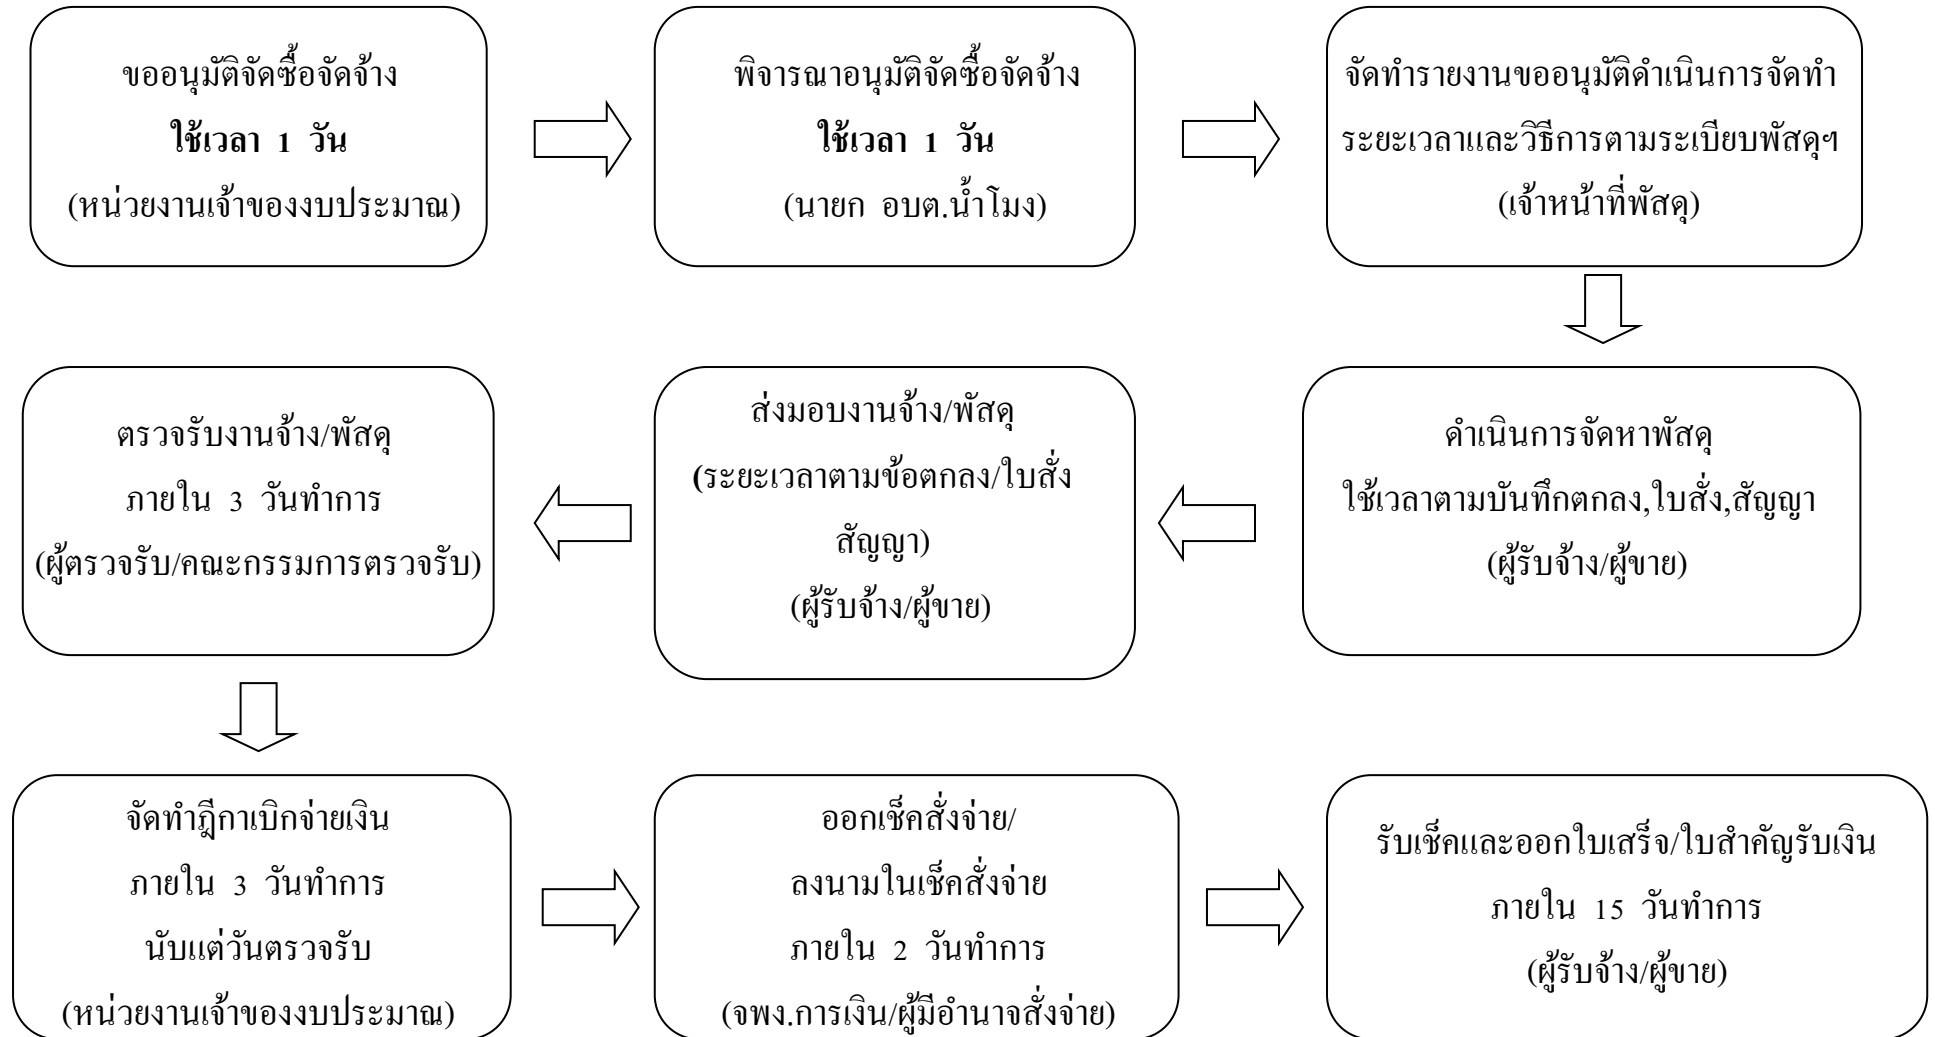 ขออนุมัติจัดซื้อจัดจ้าง
ใช้เวลา 1 วัน
(หน่วยงานเจ้าของงบประมาณ)
พิจารณาอนุมัติจัดซื้อจัดจ้าง
ใช้เวลา 1 วัน
(นายก อบต.น้ำโมง)
จัดทำรายงานขออนุมัติดำเนินการจัดทำ
ระยะเวลาและวิธีการตามระเบียบพัสดุฯ
(เจ้าหน้าที่พัสดุ)
ดำเนินการจัดหาพัสดุ
ใช้เวลาตามบันทึกตกลง,ใบสั่ง,สัญญา
(ผู้รับจ้าง/ผู้ขาย)
ส่งมอบงานจ้าง/พัสดุ
(ระยะเวลาตามข้อตกลง/ใบสั่ง
สัญญา)
(ผู้รับจ้าง/ผู้ขาย)
ตรวจรับงานจ้าง/พัสดุ
ภายใน 3 วันทำการ
(ผู้ตรวจรับ/คณะกรรมการตรวจรับ)
จัดทำฎีกาเบิกจ่ายเงิน
ภายใน 3 วันทำการ
นับแต่วันตรวจรับ
(หน่วยงานเจ้าของงบประมาณ)
ออกเช็คสั่งจ่าย/
ลงนามในเช็คสั่งจ่าย
ภายใน 2 วันทำการ
(จพง.การเงิน/ผู้มีอำนาจสั่งจ่าย)
รับเช็คและออกใบเสร็จ/ใบสำคัญรับเงิน
ภายใน 15 วันทำการ
(ผู้รับจ้าง/ผู้ขาย)